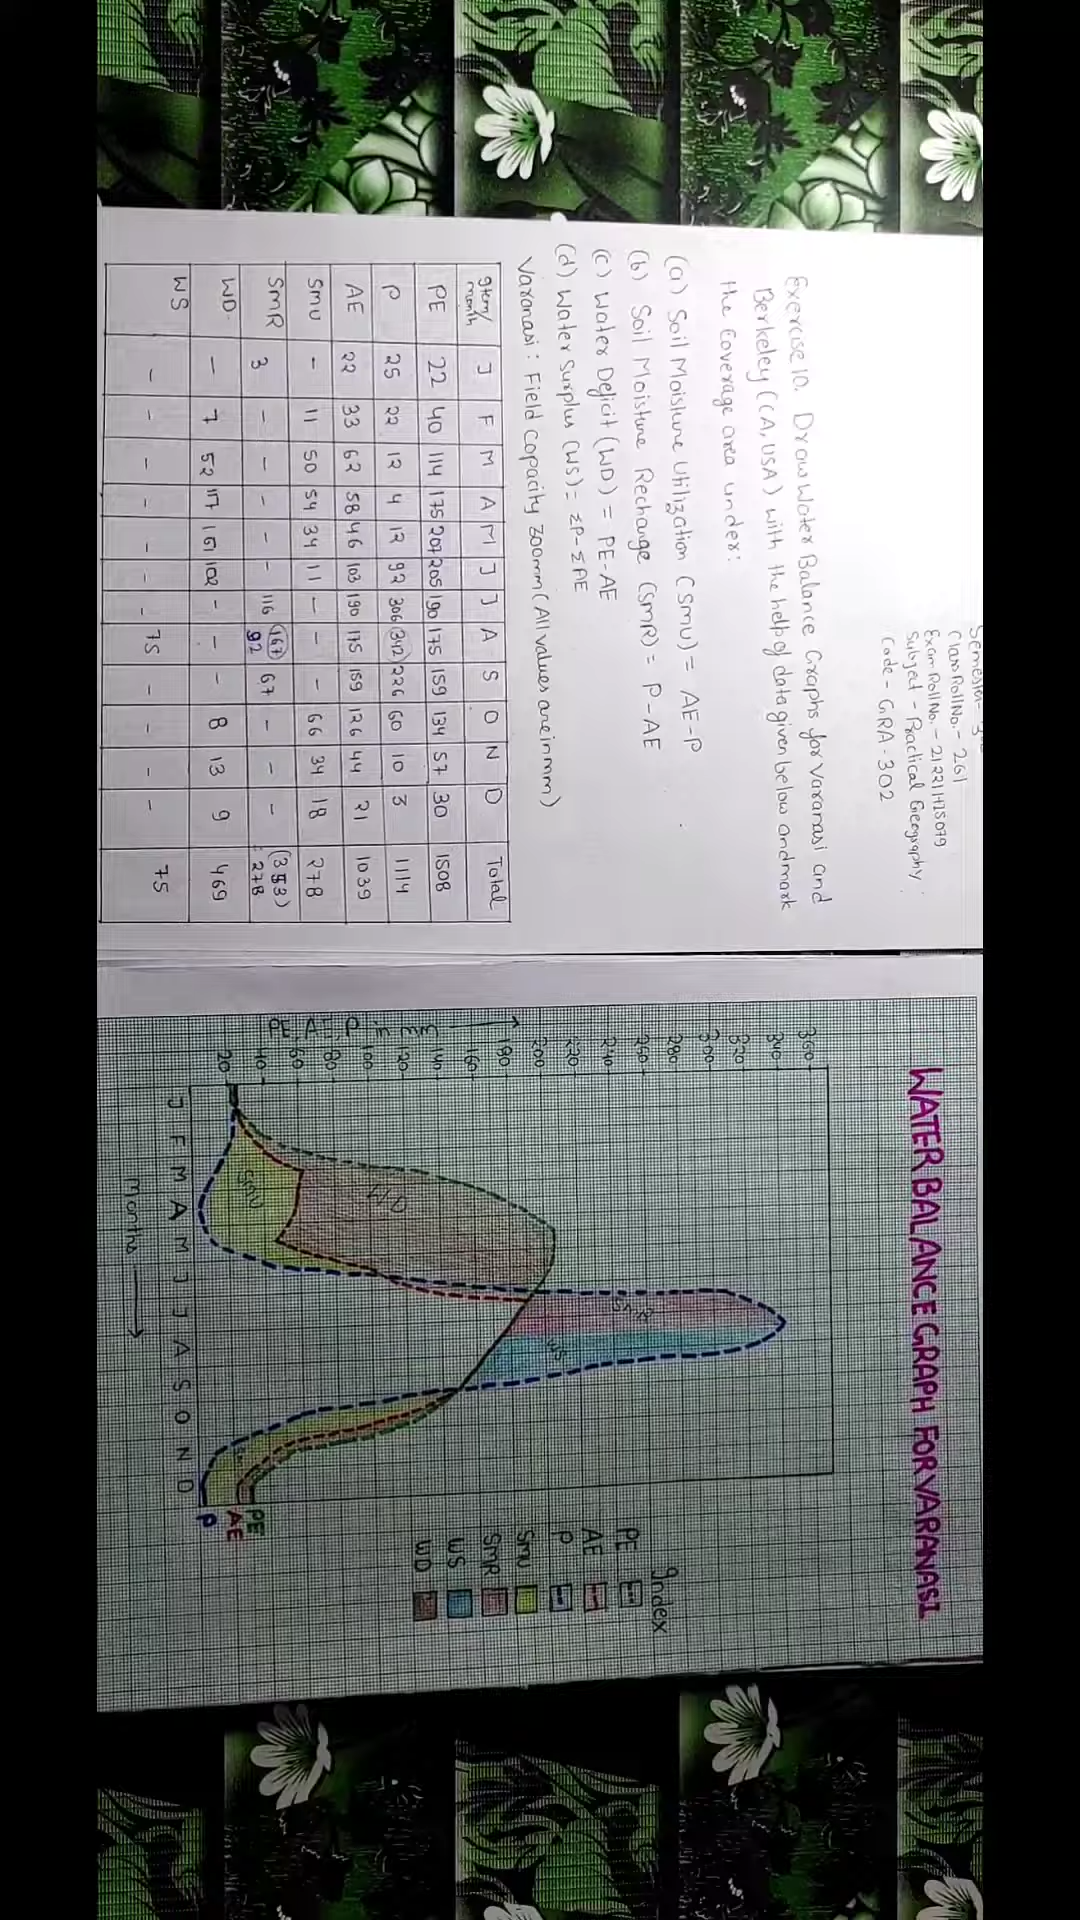 Semester-
Class Roll No. - 261
Exam Roll No. - 21221HIS079
Subject - Practical Geography
Code - GRA - 302
Exercise 10. Draw Water Balance Graphs for Varanasi and
Berkeley (CA, USA) with the help of data given below and mark
the coverage area under:
(a) Soil Moisture Utilization (SMU) = AE-P
(b) Soil Moisture Recharge (SMR) = P-AE
(c) Water Deficit (WD) = PE-AE
(d) Water Surplus (WS) = ΣP-ΣAE
Varanasi : Field Capacity 300mm (All values are in mm)
Item/Month J F M A M J J A S O N D Total
PE 22 40 114 175 207 205 190 175 159 134 57 30 1508
P 25 22 12 4 12 92 306 342 226 60 10 3 1114
AE 22 33 62 58 46 103 190 175 159 126 44 21 1039
SMU - 11 50 54 34 11 - - - 66 34 18 278
SMR 3 - - - - - 116 (167) 92 67 - - - (353) 278
WD - 7 52 117 161 102 - - - 8 13 9 469
WS - - - - - - - 75 - - - - 75
WATER BALANCE GRAPH FOR VARANASI
360
340
320
300
280
260
240
220
200
180
160
140
120
100
80
60
40
20
J F M A M J J A S O N D
Months
SMU
WS
PE
AE
P
Index
PE
AE
P
SMU
SMR
WS
WD